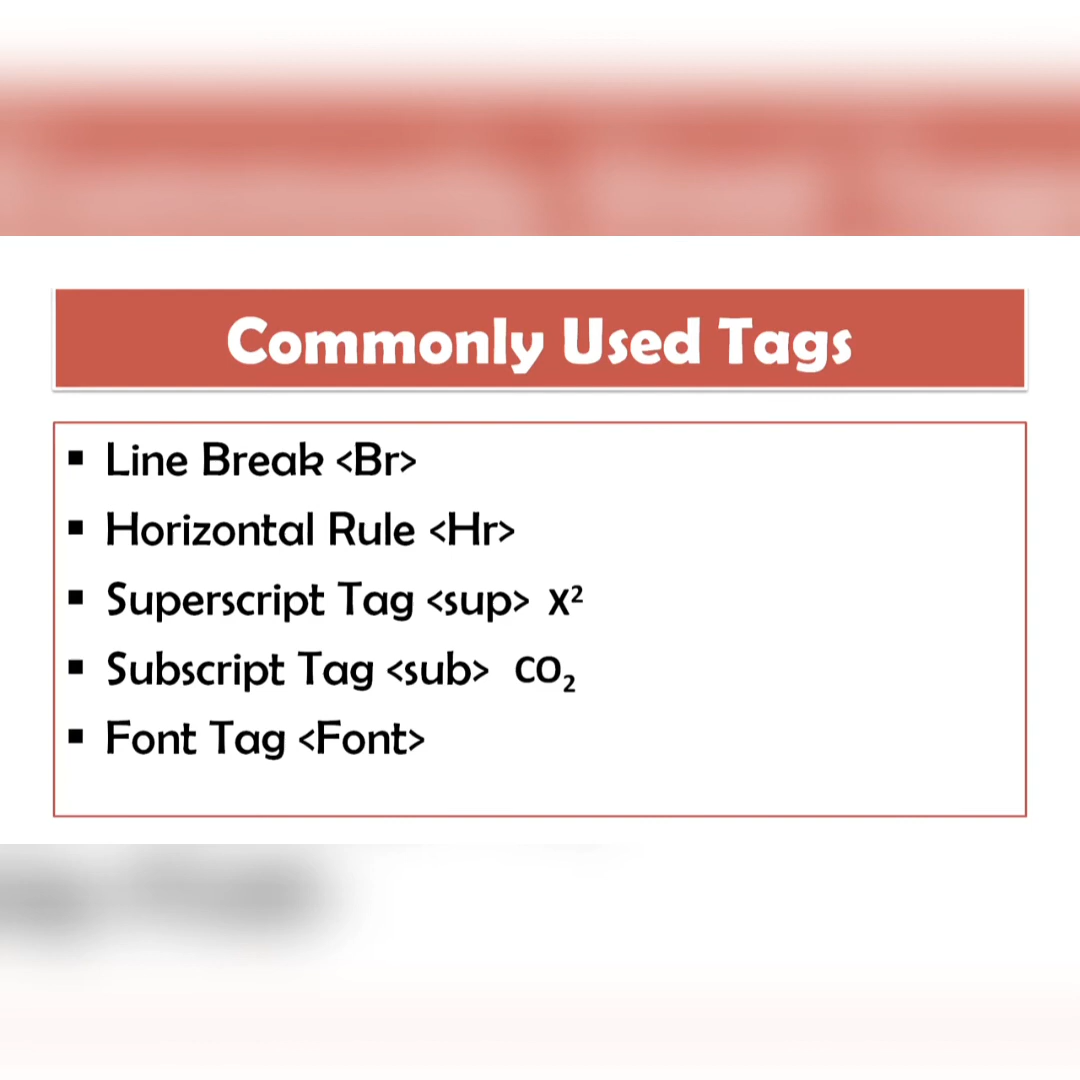 Commonly Used Tags
▪ Line Break <Br>
▪ Horizontal Rule <Hr>
▪ Superscript Tag <sup> X²
▪ Subscript Tag <sub> CO₂
▪ Font Tag <Font>